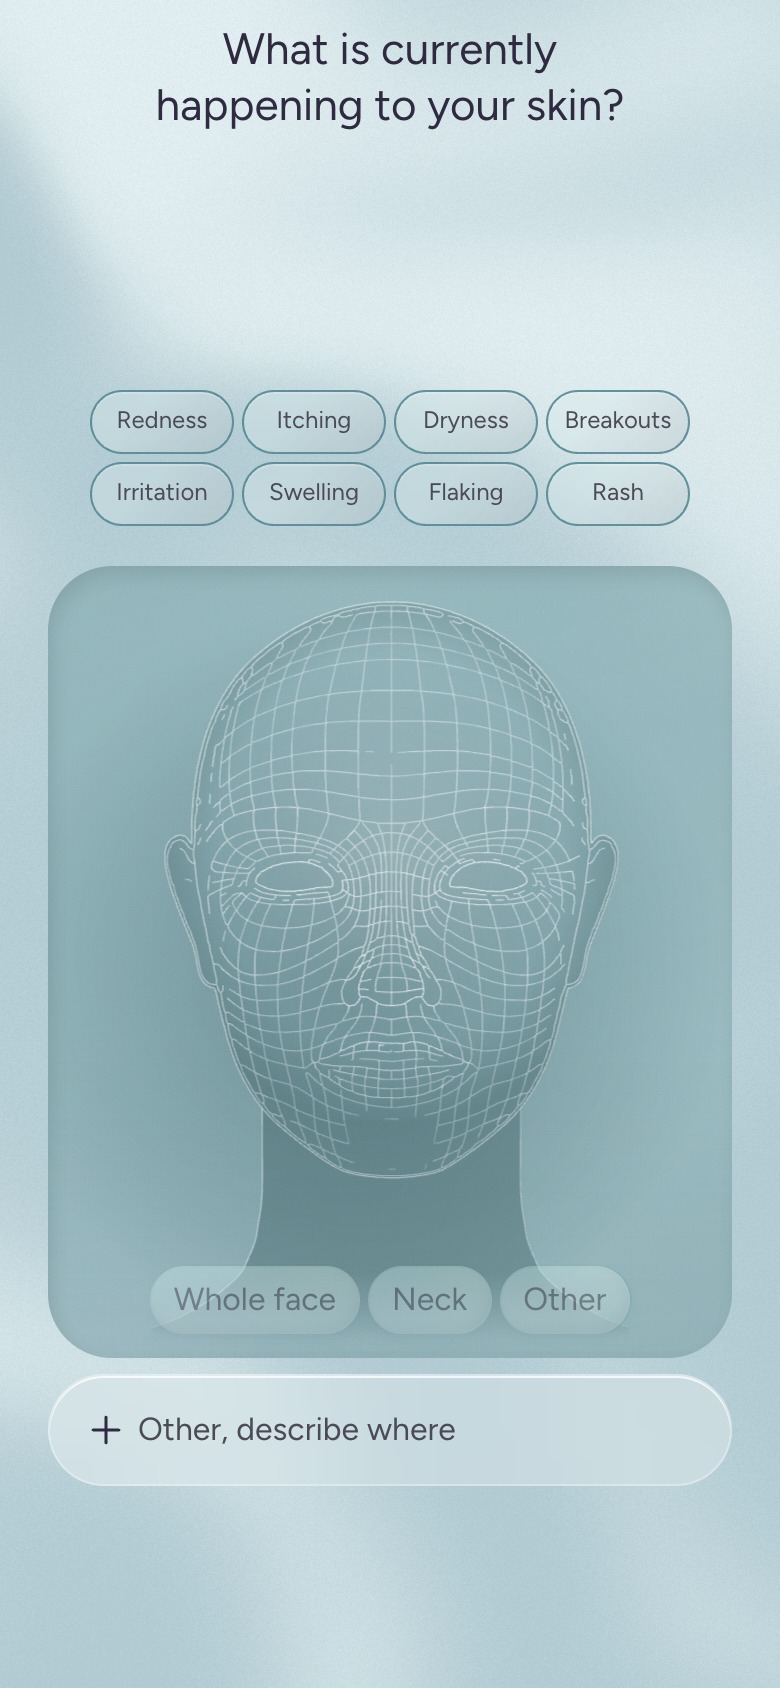 What is currently
happening to your skin?
Redness Itching Dryness Breakouts
Irritation Swelling Flaking Rash
Whole face Neck Other
+ Other, describe where